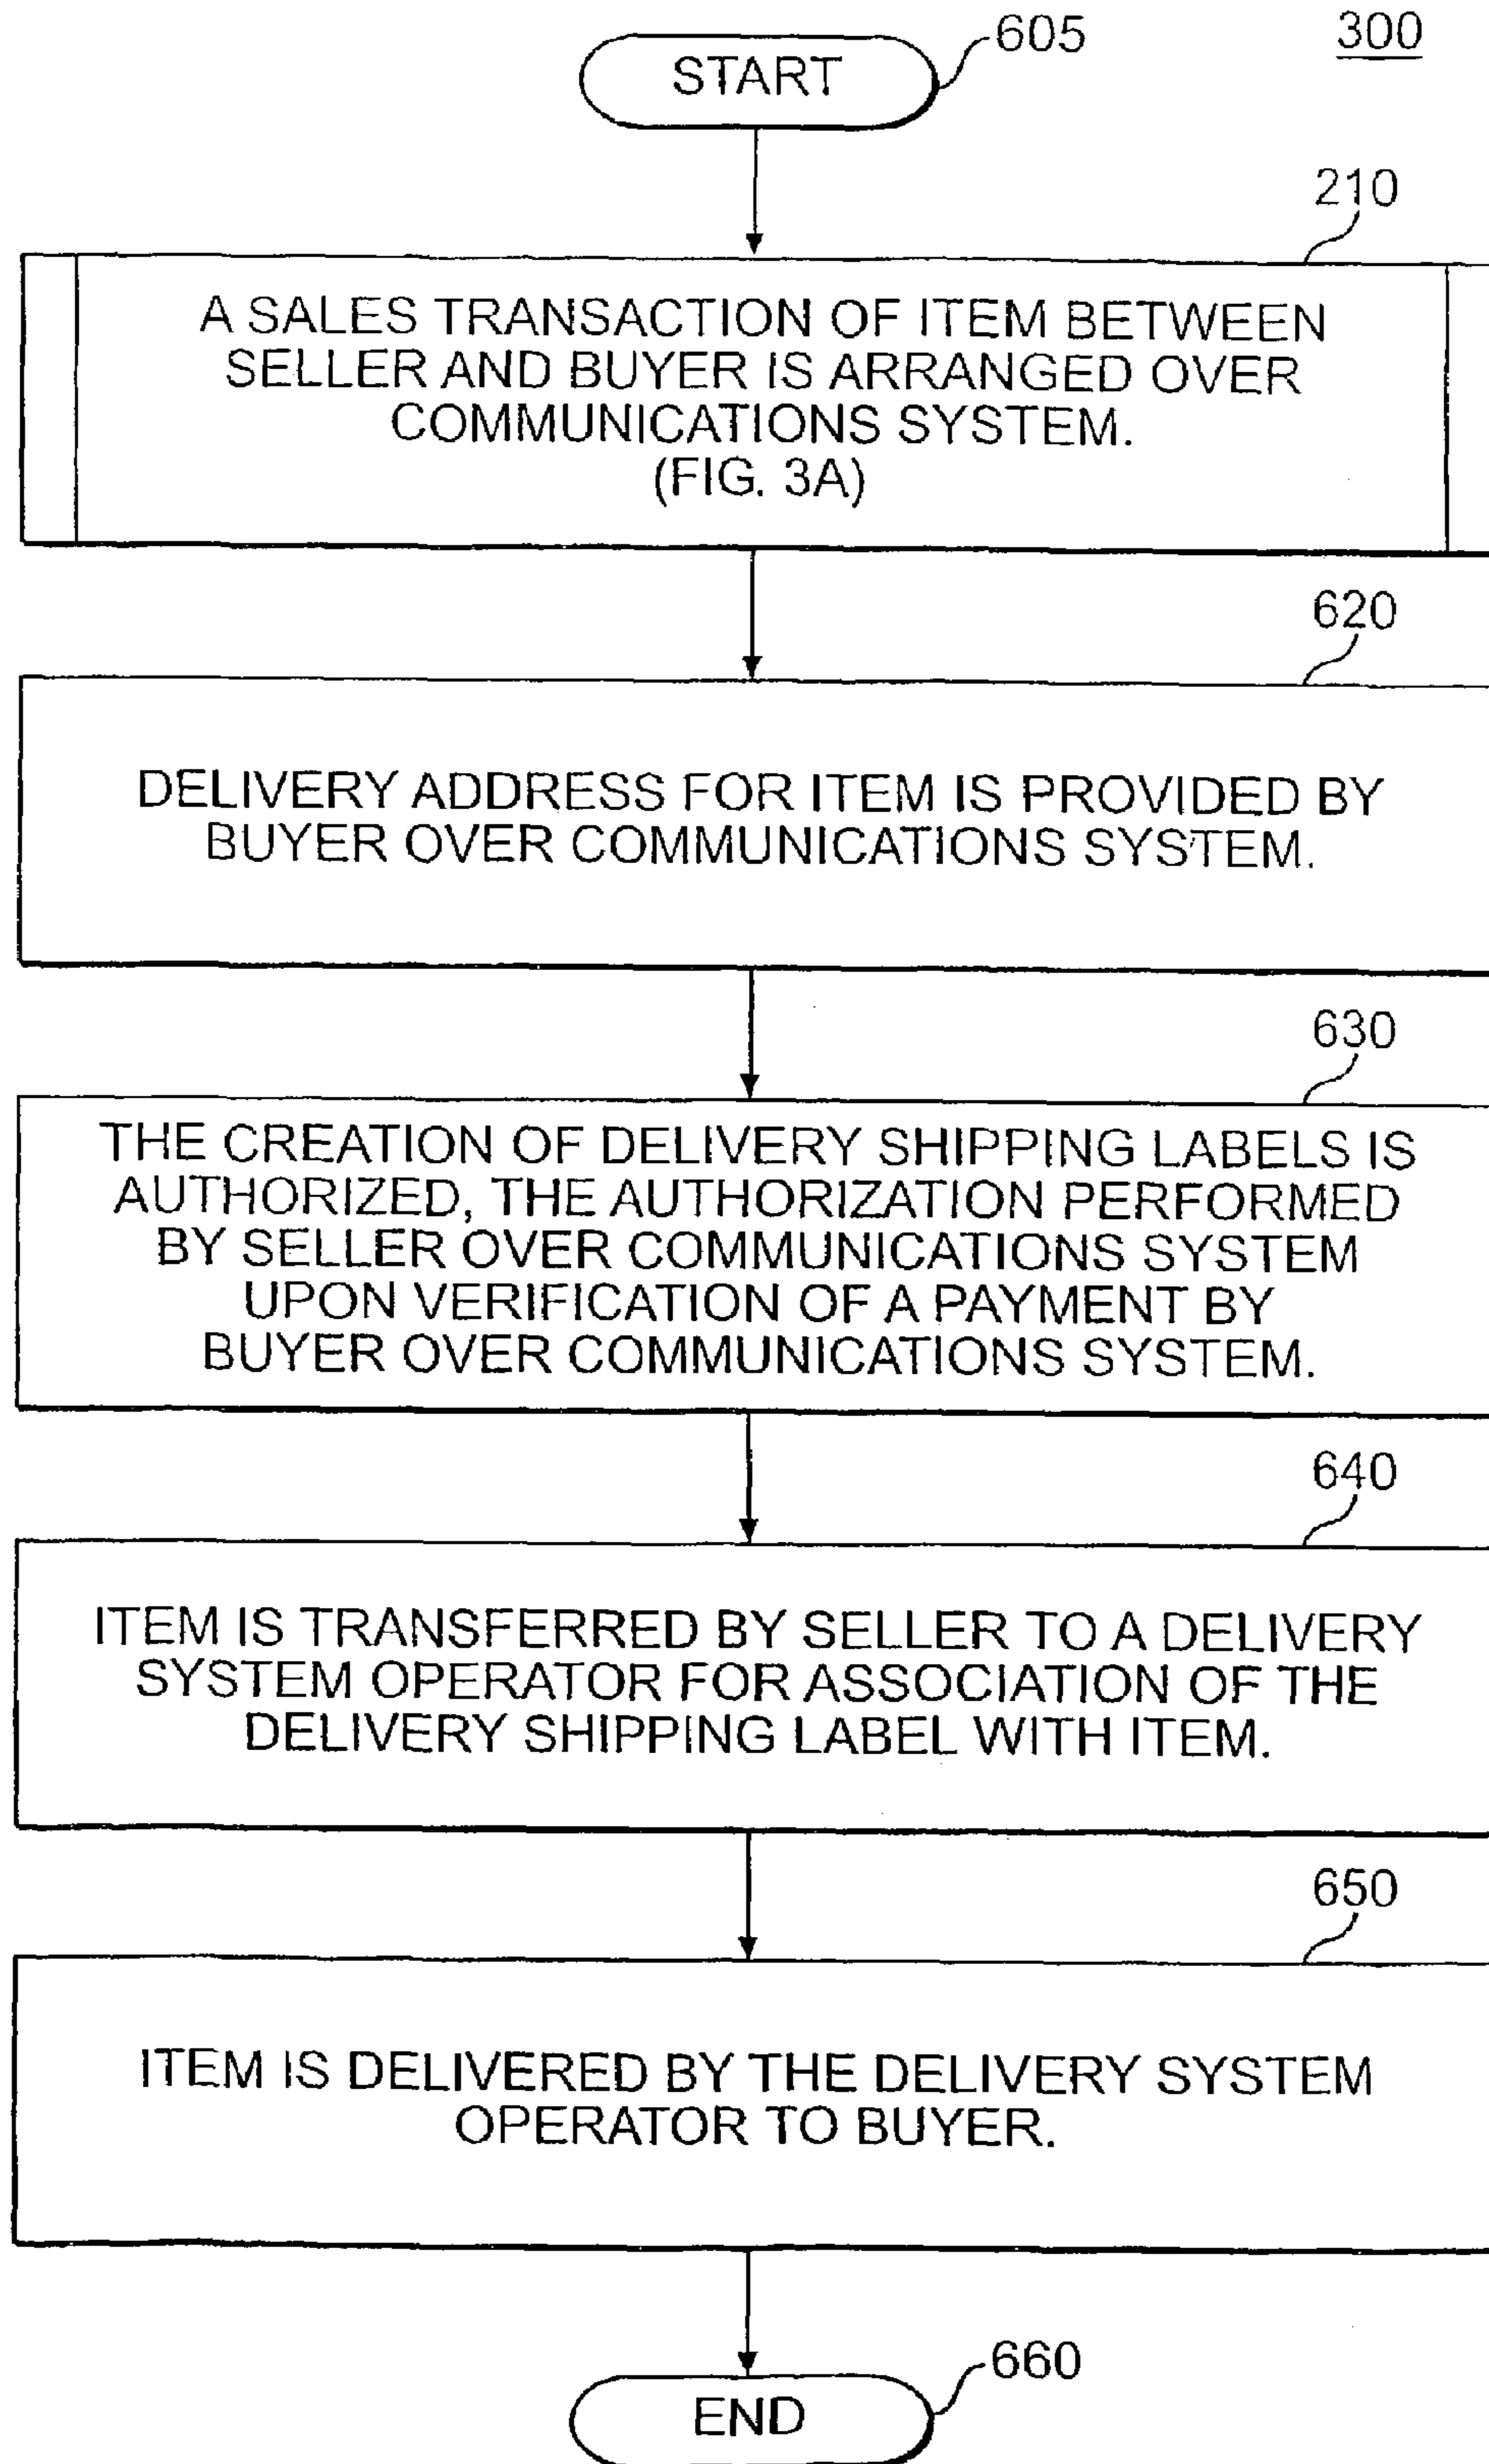 300
605
START
210
A SALES TRANSACTION OF ITEM BETWEEN
SELLER AND BUYER IS ARRANGED OVER
COMMUNICATIONS SYSTEM.
(FIG. 3A)
620
DELIVERY ADDRESS FOR ITEM IS PROVIDED BY
BUYER OVER COMMUNICATIONS SYSTEM.
630
THE CREATION OF DELIVERY SHIPPING LABELS IS
AUTHORIZED, THE AUTHORIZATION PERFORMED
BY SELLER OVER COMMUNICATIONS SYSTEM
UPON VERIFICATION OF A PAYMENT BY
BUYER OVER COMMUNICATIONS SYSTEM.
640
ITEM IS TRANSFERRED BY SELLER TO A DELIVERY
SYSTEM OPERATOR FOR ASSOCIATION OF THE
DELIVERY SHIPPING LABEL WITH ITEM.
650
ITEM IS DELIVERED BY THE DELIVERY SYSTEM
OPERATOR TO BUYER.
660
END